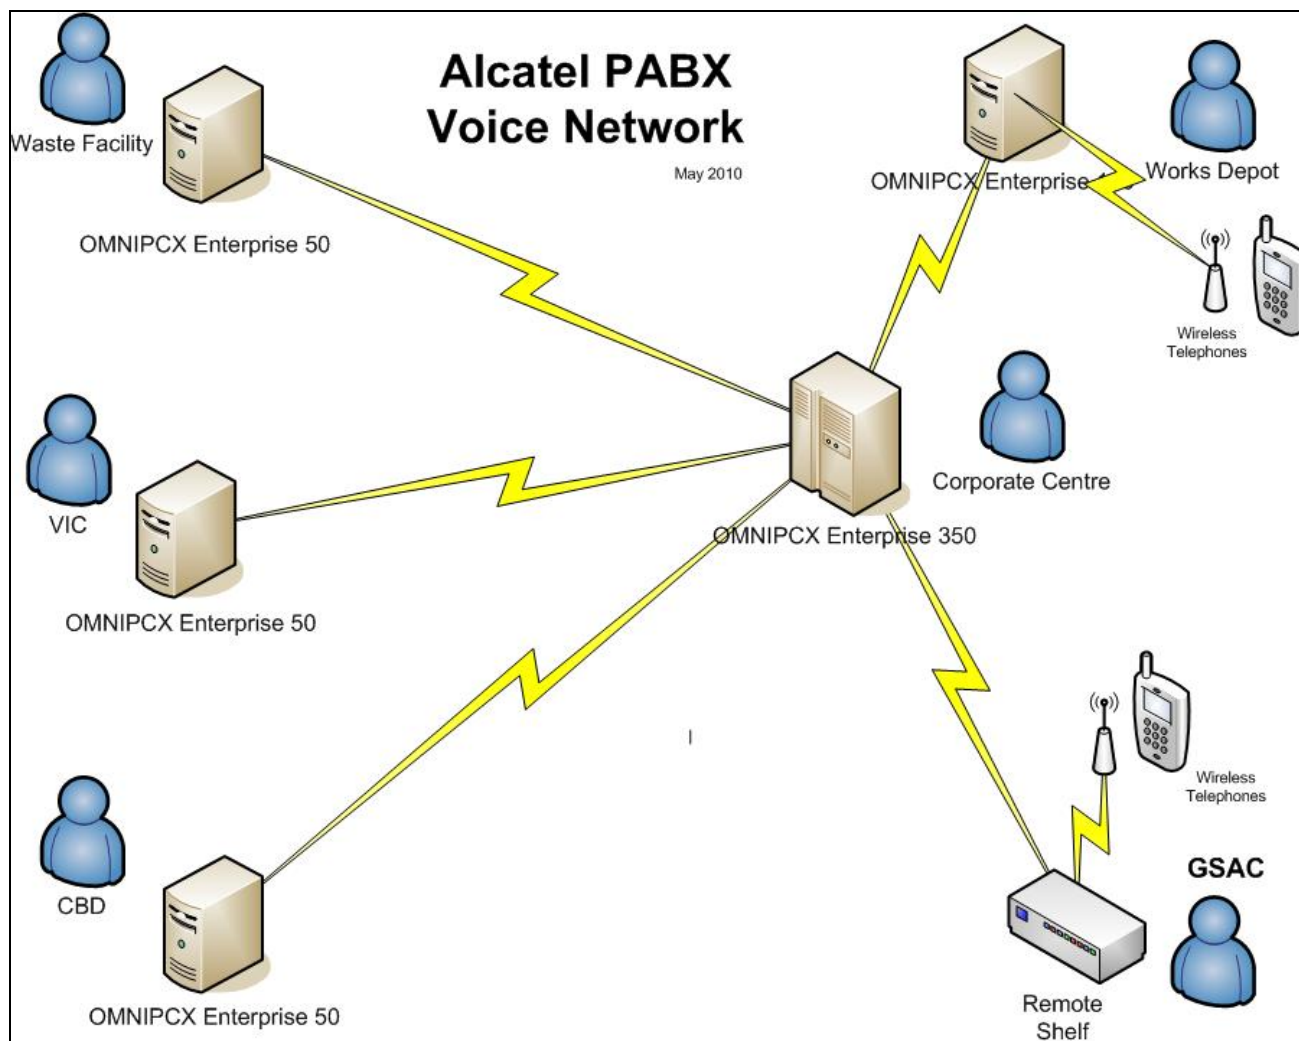 Alcatel PABX
Voice Network
May 2010
Waste Facility
OMNIPCX Enterprise 50
OMNIPCX Enterprise
Works Depot
Wireless
Telephones
VIC
OMNIPCX Enterprise 50
Corporate Centre
OMNIPCX Enterprise 350
Wireless
Telephones
CBD
OMNIPCX Enterprise 50
GSAC
Remote
Shelf